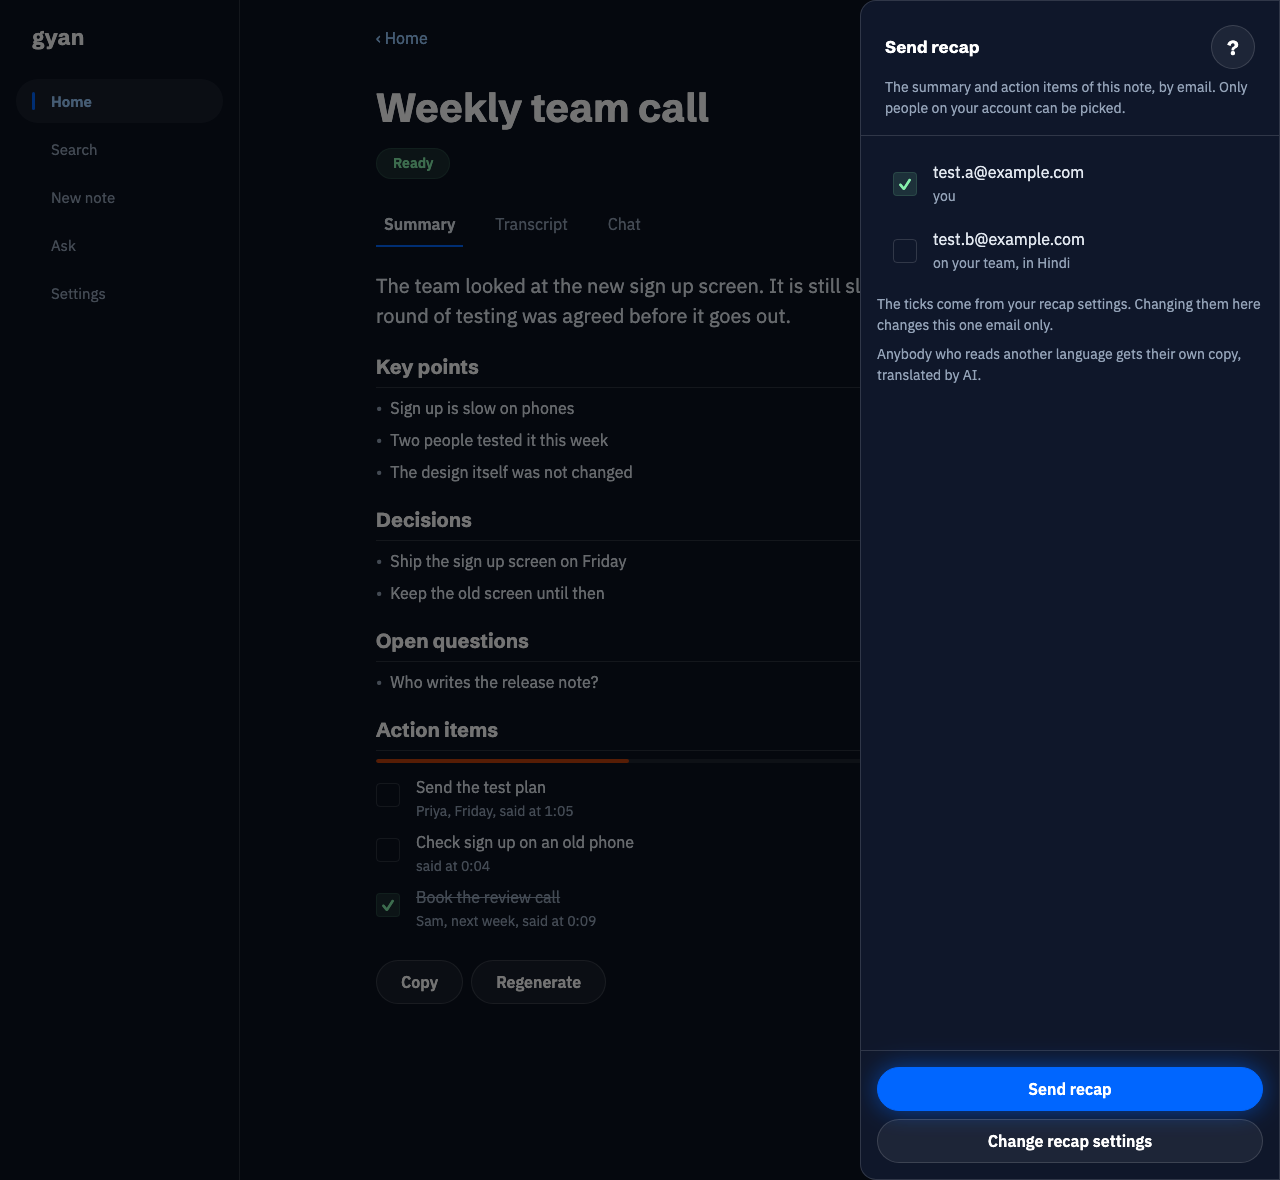 gyan
Home
Search
New note
Ask
Settings
‹ Home
Weekly team call
Ready
Summary
Transcript
Chat
The team looked at the new sign up screen. It is still
round of testing was agreed before it goes out.
Key points
• Sign up is slow on phones
• Two people tested it this week
• The design itself was not changed
Decisions
• Ship the sign up screen on Friday
• Keep the old screen until then
Open questions
• Who writes the release note?
Action items
Send the test plan
Priya, Friday, said at 1:05
Check sign up on an old phone
said at 0:04
Book the review call
Sam, next week, said at 0:09
Copy
Regenerate
Send recap
?
The summary and action items of this note, by email. Only
people on your account can be picked.
test.a@example.com
you
test.b@example.com
on your team, in Hindi
The ticks come from your recap settings. Changing them here
changes this one email only.
Anybody who reads another language gets their own copy,
translated by AI.
Send recap
Change recap settings